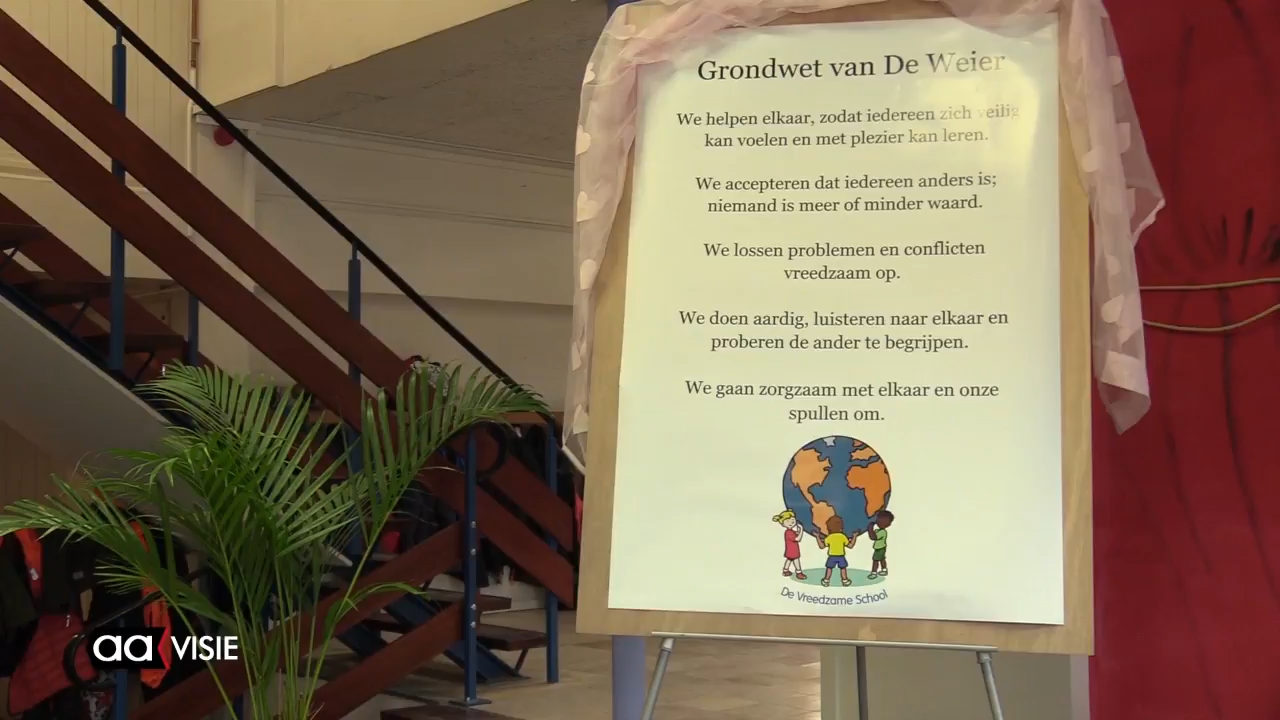 Grondwet van De Weier
We helpen elkaar, zodat iedereen zich veilig
kan voelen en met plezier kan leren.
We accepteren dat iedereen anders is;
niemand is meer of minder waard.
We lossen problemen en conflicten
vreedzaam op.
We doen aardig, luisteren naar elkaar en
proberen de ander te begrijpen.
We gaan zorgzaam met elkaar en onze
spullen om.
De Vreedzame School
aa VISIE